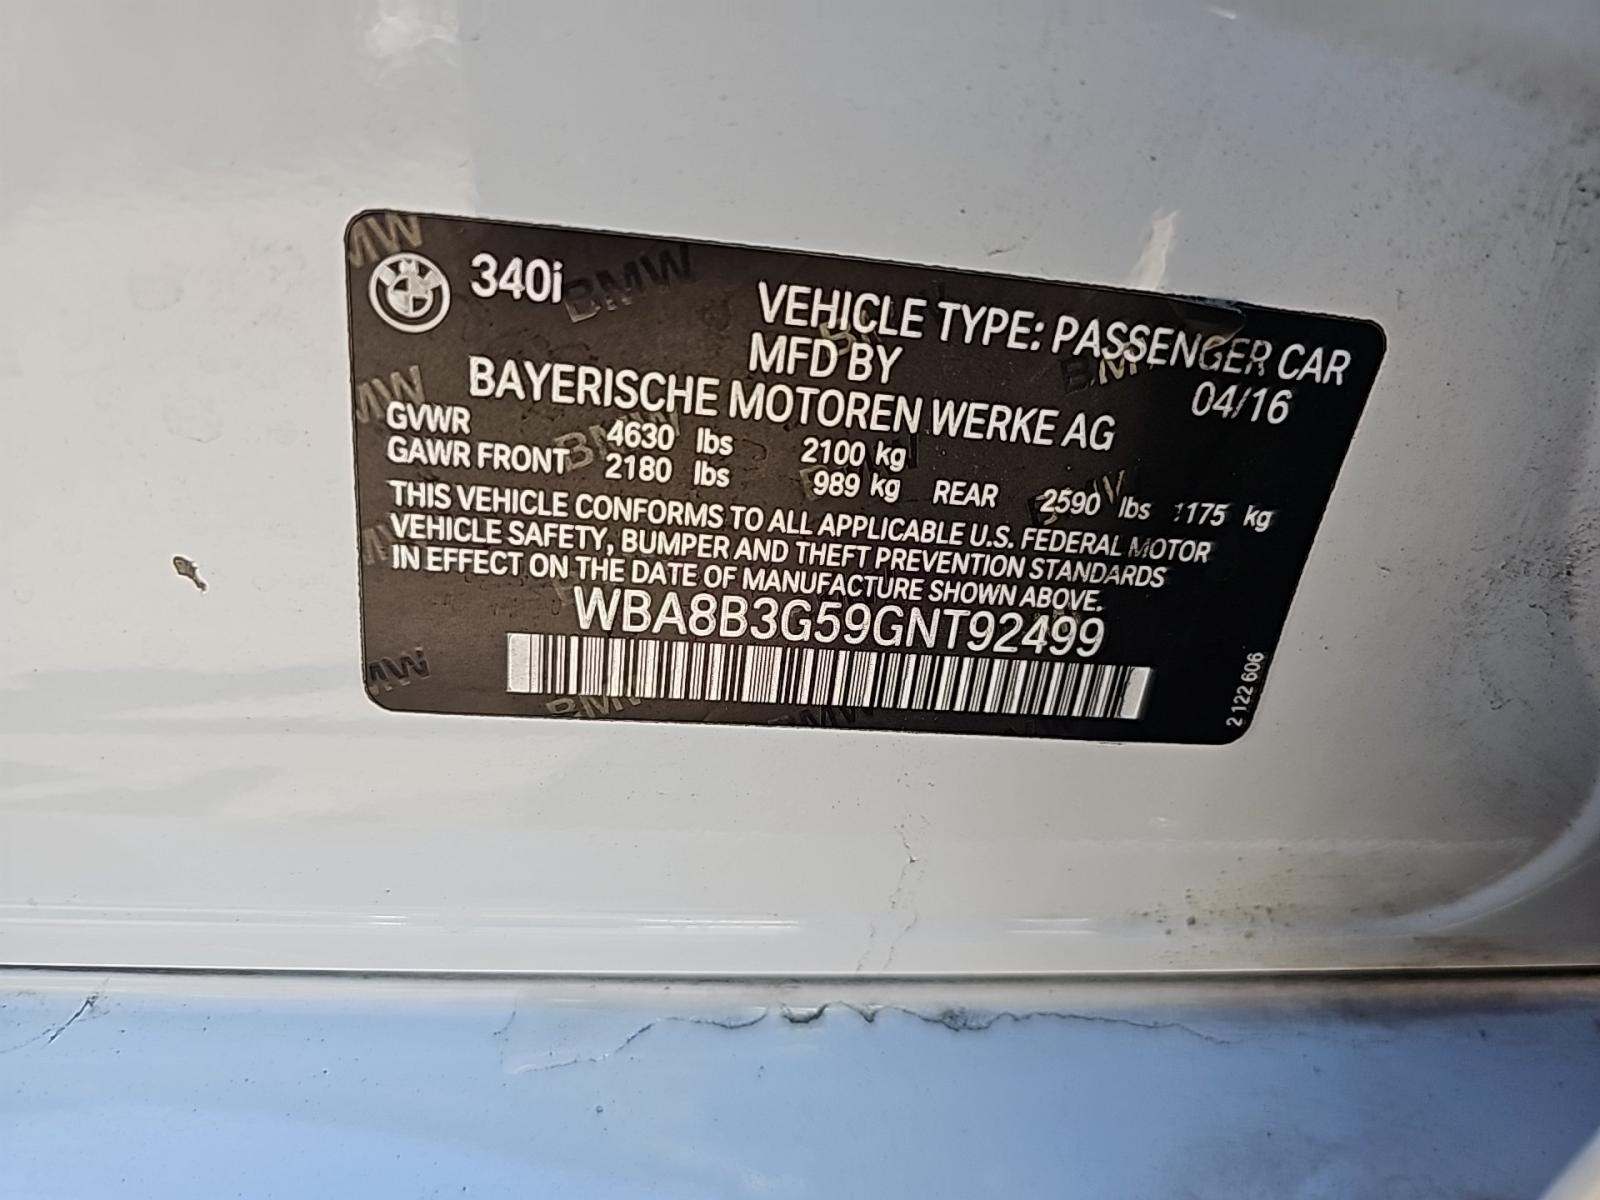 340i
VEHICLE TYPE: PASSENGER CAR
MFD BY 04/16
BAYERISCHE MOTOREN WERKE AG
GVWR 4630 lbs 2100 kg
GAWR FRONT 2180 lbs 989 kg REAR 2590 lbs 1175 kg
THIS VEHICLE CONFORMS TO ALL APPLICABLE U.S. FEDERAL MOTOR
VEHICLE SAFETY, BUMPER AND THEFT PREVENTION STANDARDS
IN EFFECT ON THE DATE OF MANUFACTURE SHOWN ABOVE.
WBA8B3G59GNT92499
2 122 606